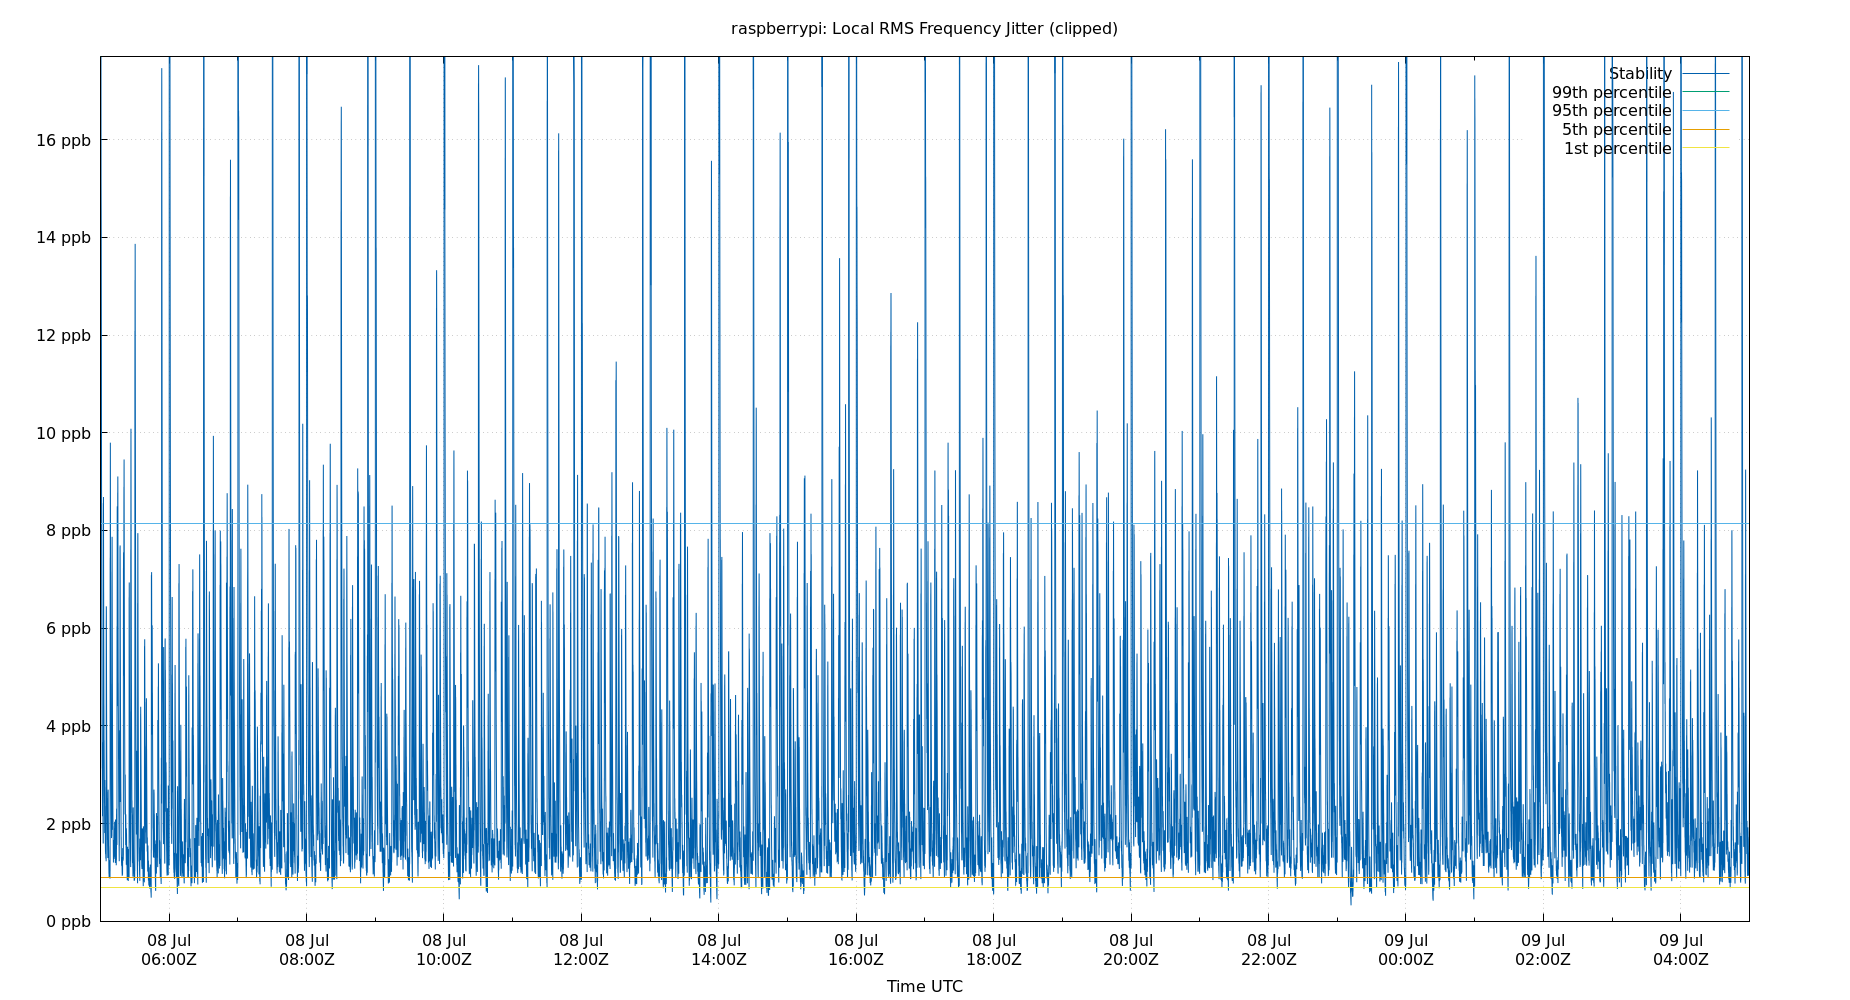 raspberrypi: Local RMS Frequency Jitter (clipped)
Stability
99th percentile
95th percentile
5th percentile
1st percentile
16 ppb
14 ppb
12 ppb
10 ppb
8 ppb
6 ppb
4 ppb
2 ppb
0 ppb
08 Jul 08 Jul 08 Jul 08 Jul 08 Jul 08 Jul 08 Jul 08 Jul 08 Jul 09 Jul 09 Jul 09 Jul
06:00Z 08:00Z 10:00Z 12:00Z 14:00Z 16:00Z 18:00Z 20:00Z 22:00Z 00:00Z 02:00Z 04:00Z
Time UTC